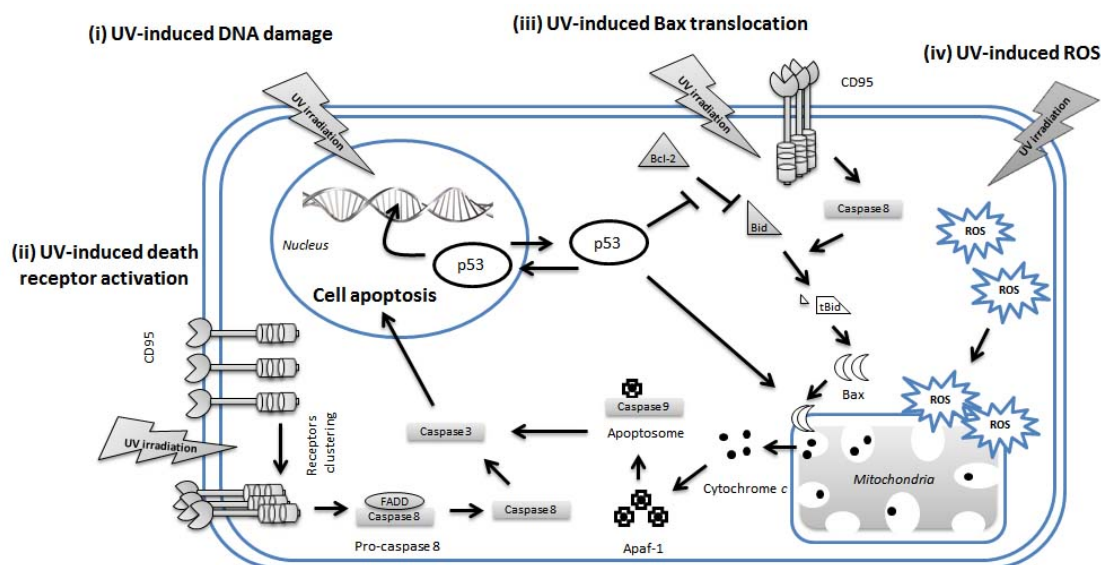 (i) UV-induced DNA damage
(iii) UV-induced Bax translocation
(iv) UV-induced ROS
UV irradiation
UV irradiation
CD95
UV irradiation
Bcl-2
Caspase 8
Bid
ROS
Nucleus
p53
p53
(ii) UV-induced death
receptor activation
Cell apoptosis
ROS
tBid
CD95
Bax
ROS
ROS
Caspase 9
Apoptosome
Caspase 3
Receptors
clustering
UV irradiation
Cytochrome c
Mitochondria
FADD
Caspase 8
Caspase 8
Pro-caspase 8
Apaf-1